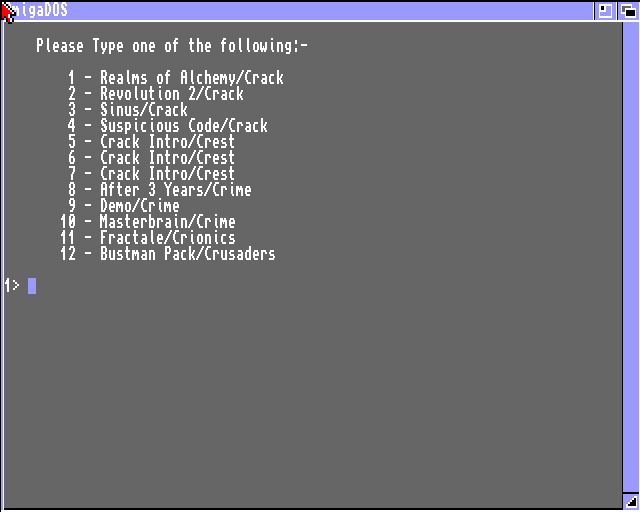 AmigaDOS
Please Type one of the following:-
1 - Realms of Alchemy/Crack
2 - Revolution 2/Crack
3 - Sinus/Crack
4 - Suspicious Code/Crack
5 - Crack Intro/Crest
6 - Crack Intro/Crest
7 - Crack Intro/Crest
8 - After 3 Years/Crime
9 - Demo/Crime
10 - Masterbrain/Crime
11 - Fractale/Crionics
12 - Bustman Pack/Crusaders
1>